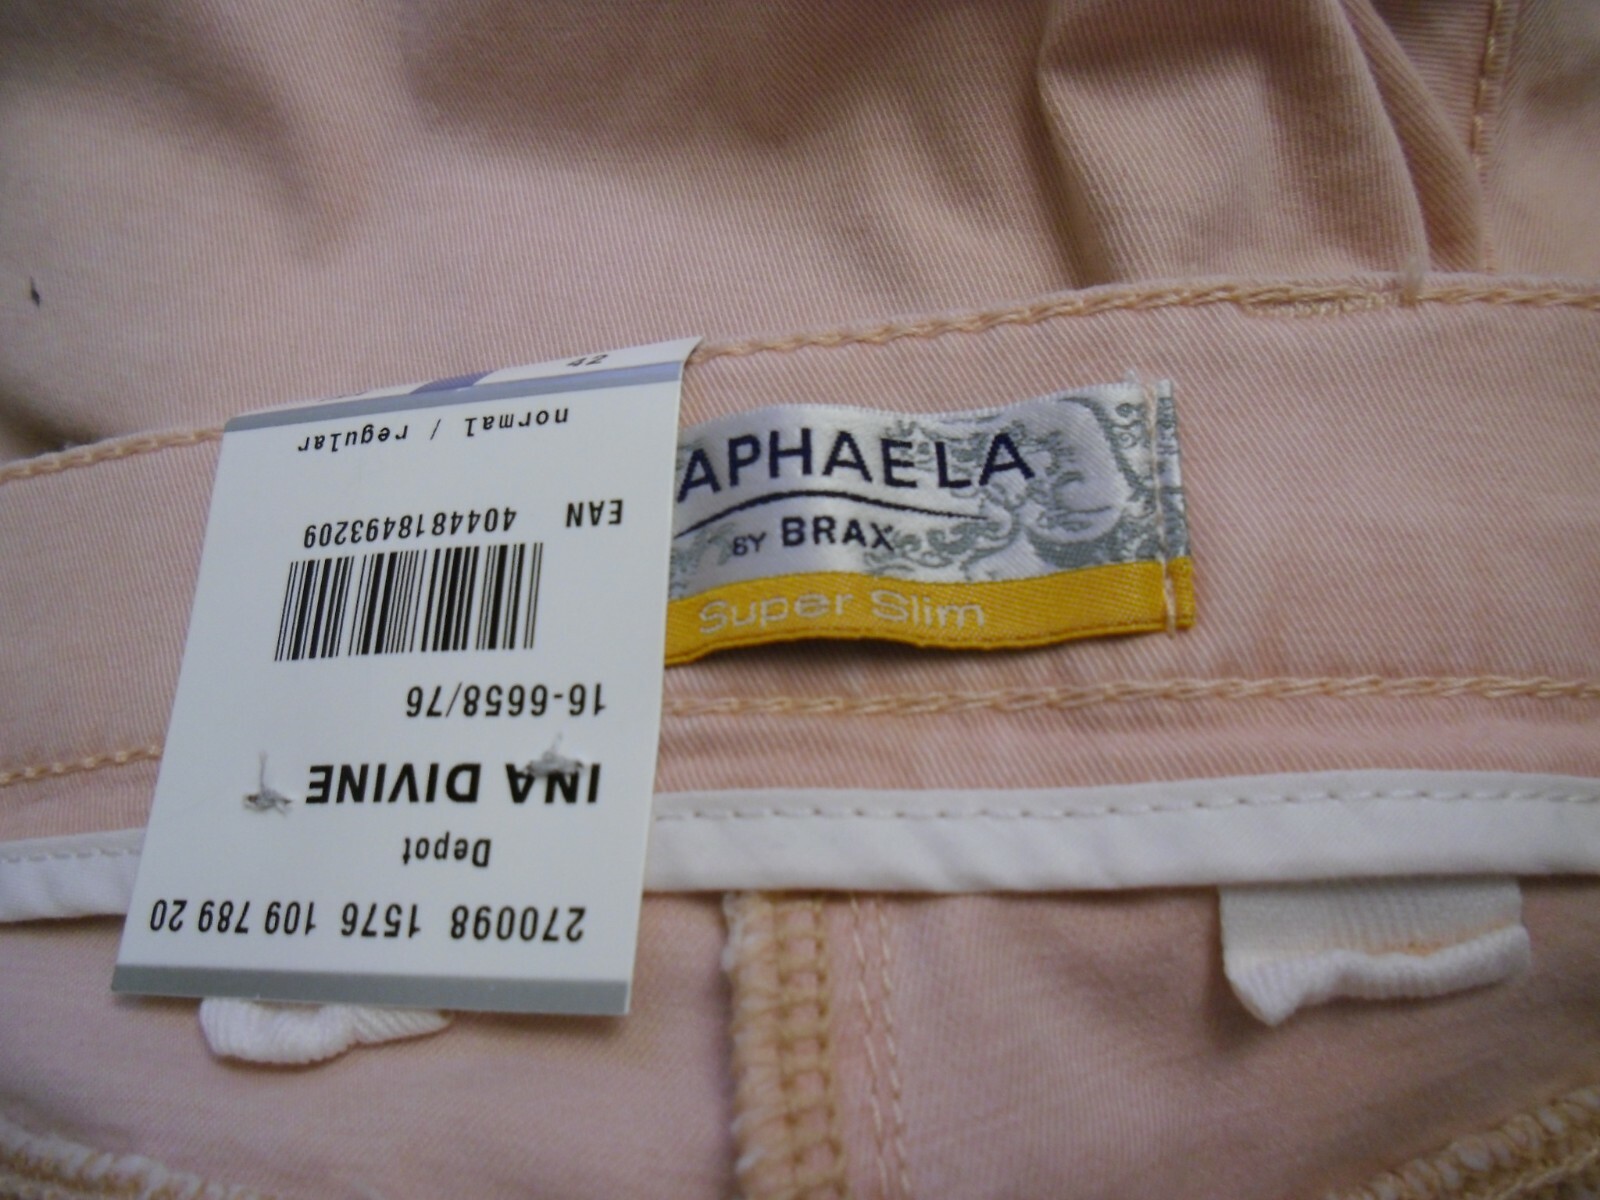 APHAELA
BY BRAX
Super Slim
270098 1576 109 789 20
Depot
INA DIVINE
16-6658/76
EAN 4044818493209
normal / regular
42